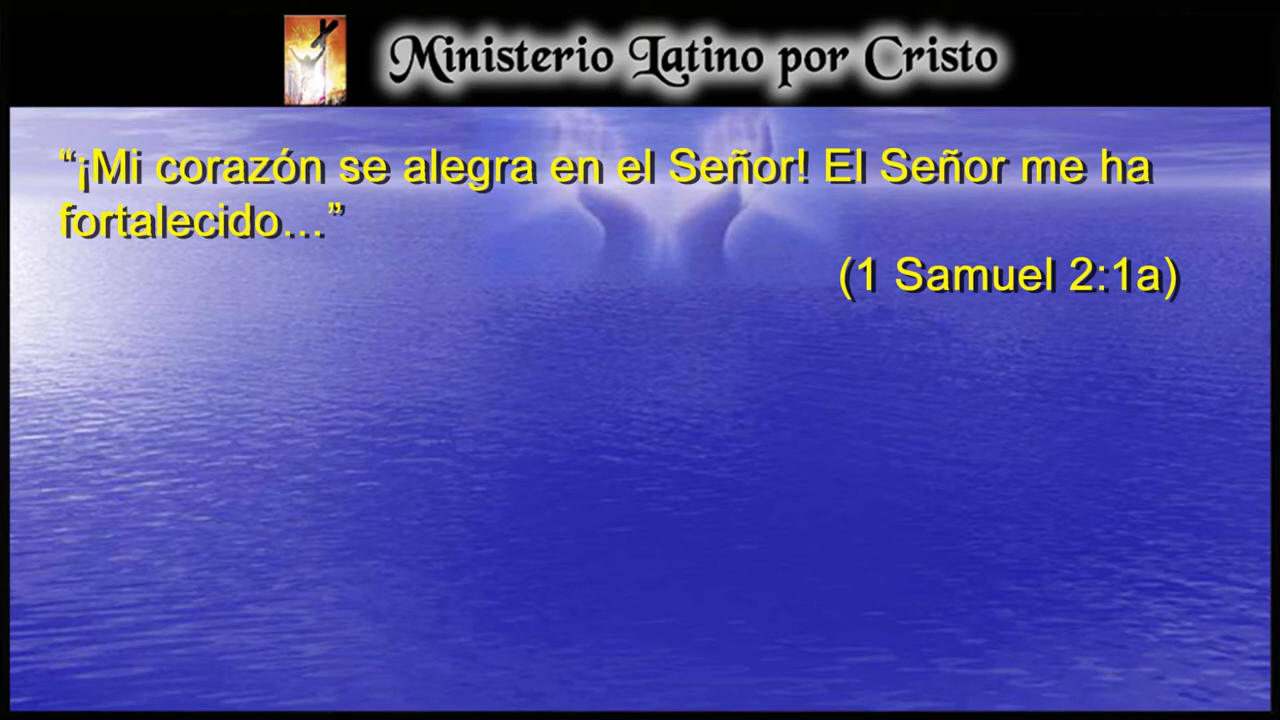 Ministerio Latino por Cristo
“¡Mi corazón se alegra en el Señor! El Señor me ha
fortalecido...”
(1 Samuel 2:1a)